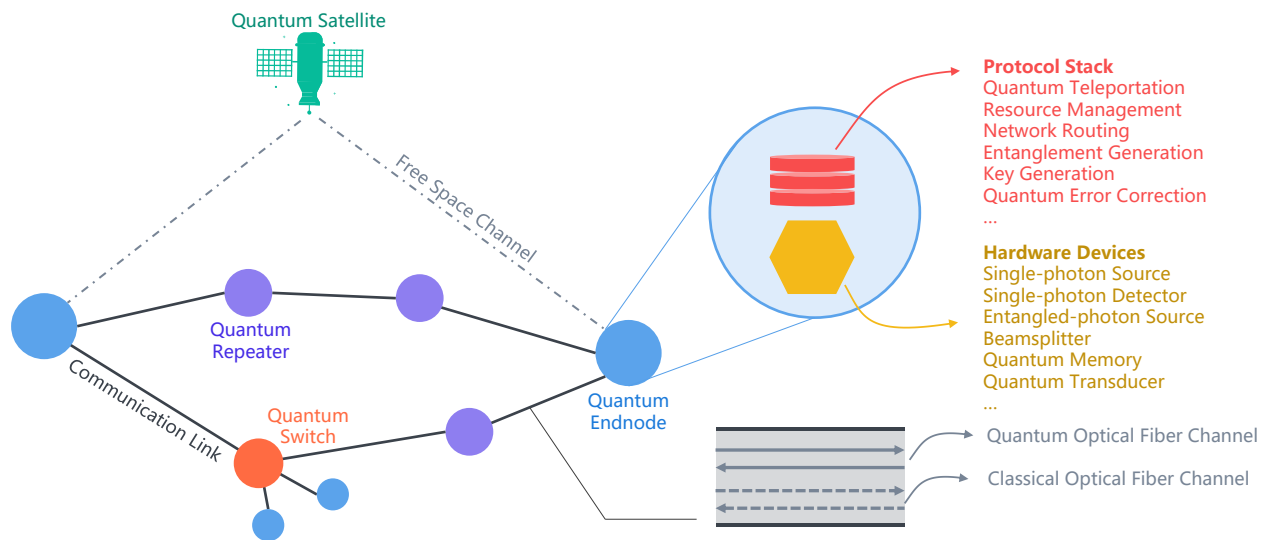 Quantum Satellite
Free Space Channel
Quantum
Repeater
Communication Link
Quantum
Switch
Quantum
Endnode
Protocol Stack
Quantum Teleportation
Resource Management
Network Routing
Entanglement Generation
Key Generation
Quantum Error Correction
...
Hardware Devices
Single-photon Source
Single-photon Detector
Entangled-photon Source
Beamsplitter
Quantum Memory
Quantum Transducer
...
Quantum Optical Fiber Channel
Classical Optical Fiber Channel